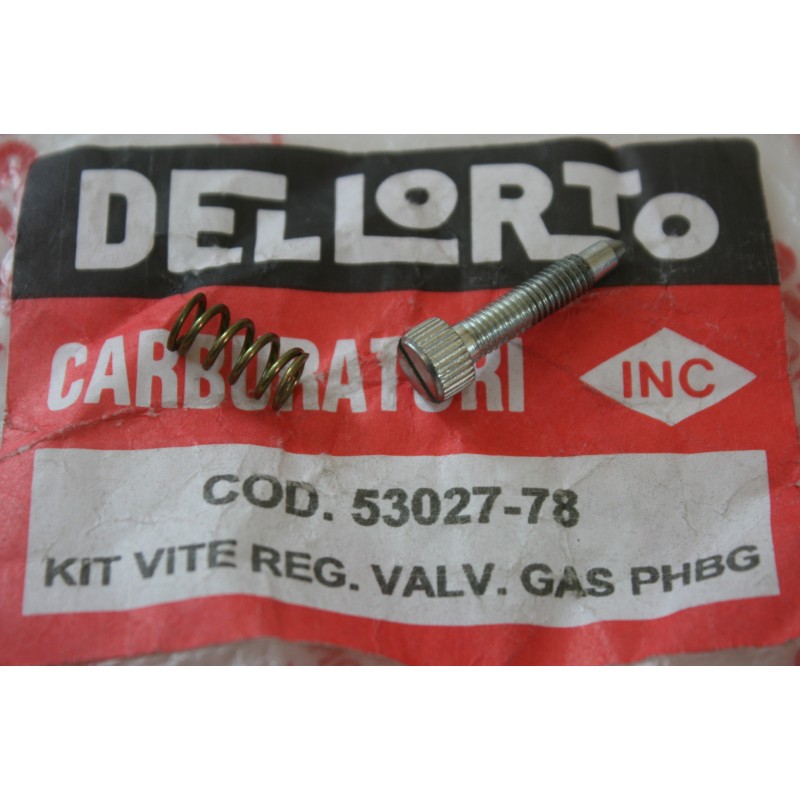 DELLORTO
CARBURATORI
INC
COD. 53027-78
KIT VITE REG. VALV. GAS PHBG